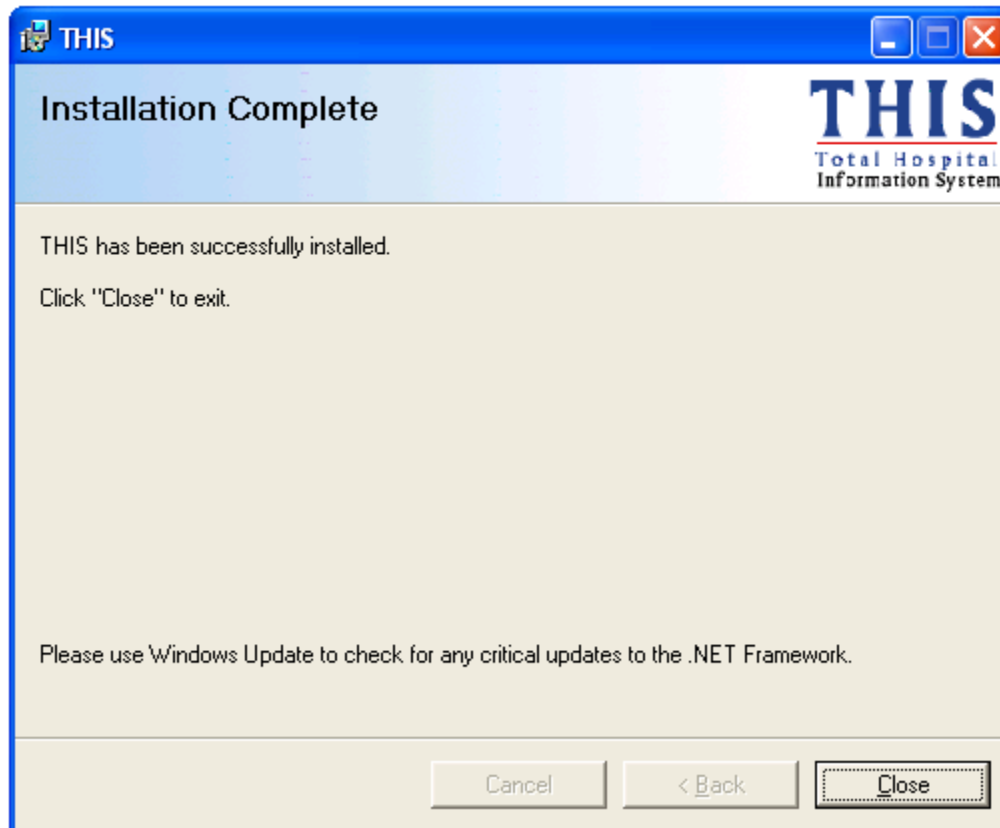 THIS
Installation Complete
THIS
Total Hospital
Information System
THIS has been successfully installed.
Click "Close" to exit.
Please use Windows Update to check for any critical updates to the .NET Framework.
Cancel
< Back
Close